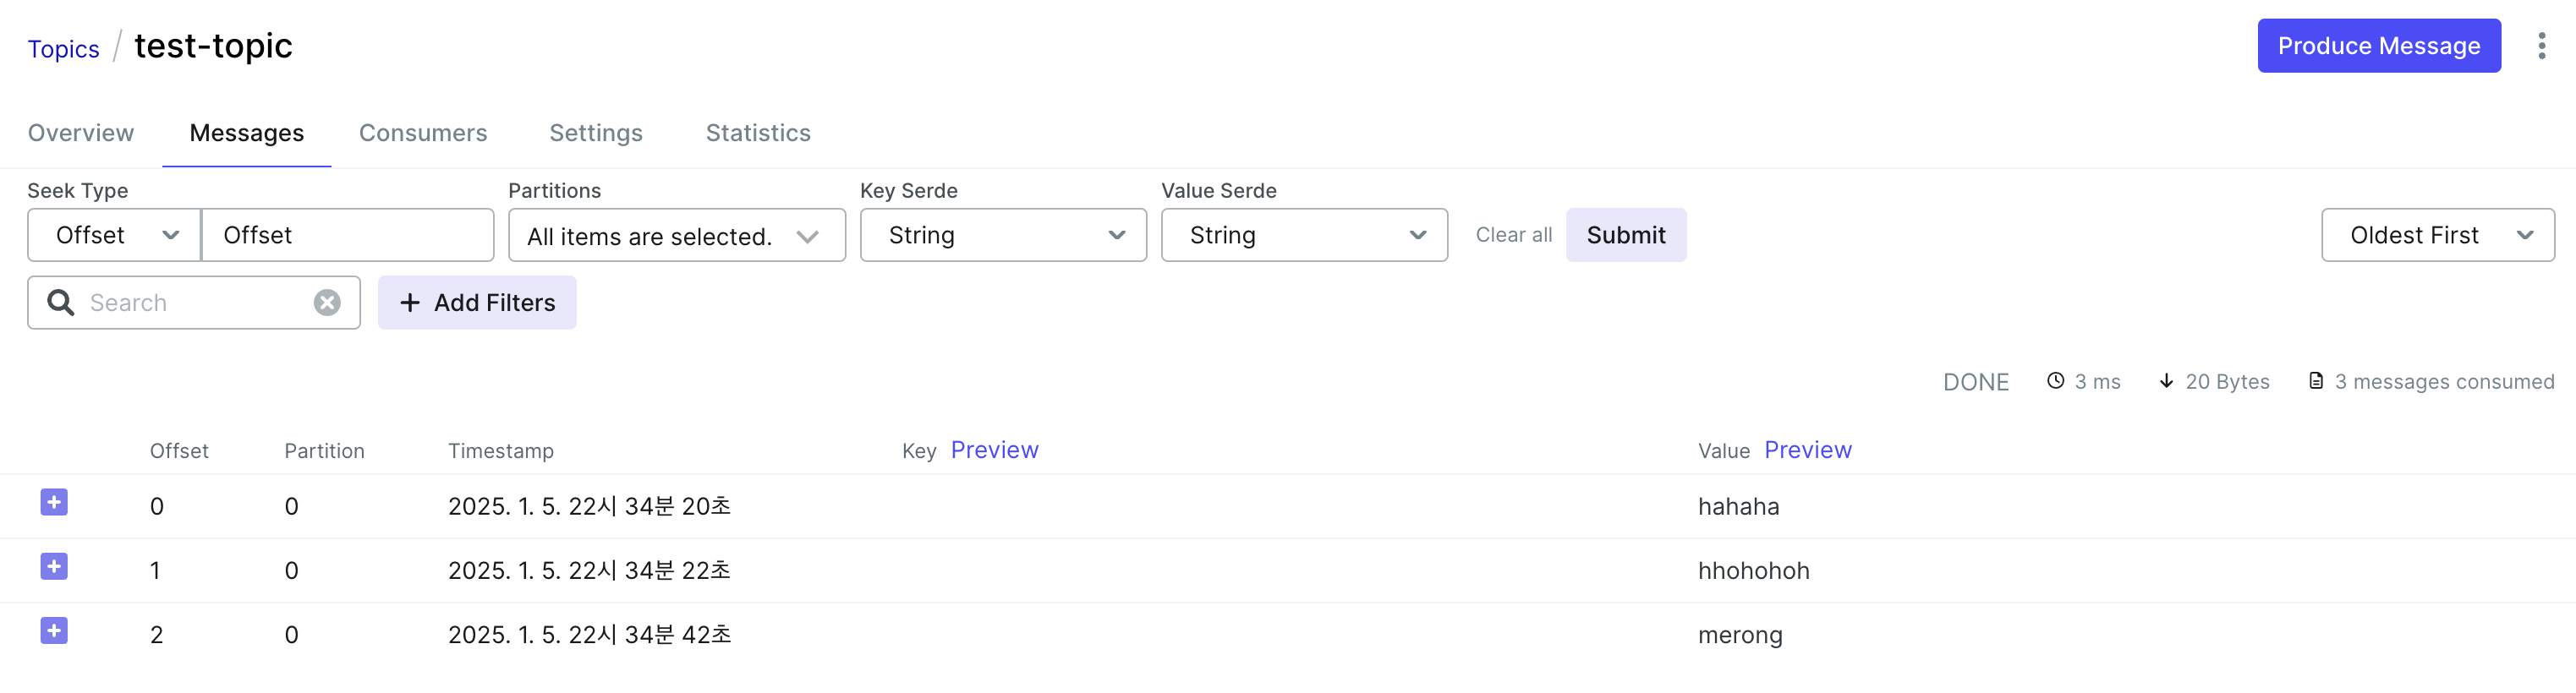 Topics / test-topic
Produce Message
Overview Messages Consumers Settings Statistics
Seek Type Partitions Key Serde Value Serde
Offset Offset All items are selected. String String Clear all Submit Oldest First
Search Add Filters
DONE 3 ms 20 Bytes 3 messages consumed
Offset Partition Timestamp Key Preview Value Preview
0 0 2025. 1. 5. 22시 34분 20초 hahaha
1 0 2025. 1. 5. 22시 34분 22초 hhohohoh
2 0 2025. 1. 5. 22시 34분 42초 merong